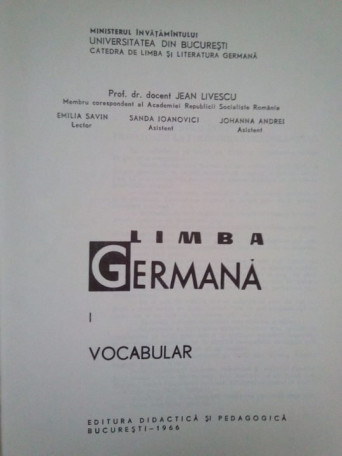 MINISTERUL ÎNVĂȚĂMÎNTULUI
UNIVERSITATEA DIN BUCUREȘTI
CATEDRA DE LIMBA ȘI LITERATURA GERMANĂ
Prof. dr. docent JEAN LIVESCU
Membru corespondent al Academiei Republicii Socialiste România
EMILIA SAVIN SANDA IOANOVICI JOHANNA ANDREI
Lector Asistent Asistent
LIMBA
GERMANĂ
I
VOCABULAR
EDITURA DIDACTICĂ ȘI PEDAGOGICĂ
BUCUREȘTI—1966